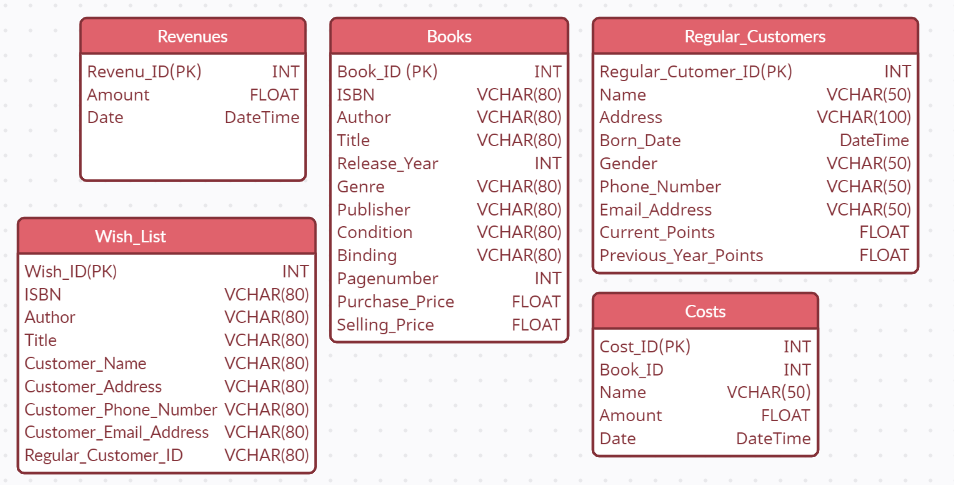 Revenues
Revenu_ID(PK) INT
Amount FLOAT
Date DateTime
Books
Book_ID (PK) INT
ISBN VCHAR(80)
Author VCHAR(80)
Title VCHAR(80)
Release_Year INT
Genre VCHAR(80)
Publisher VCHAR(80)
Condition VCHAR(80)
Binding VCHAR(80)
Pagenumber INT
Purchase_Price FLOAT
Selling_Price FLOAT
Regular_Customers
Regular_Cutomer_ID(PK) INT
Name VCHAR(50)
Address VCHAR(100)
Born_Date DateTime
Gender VCHAR(50)
Phone_Number VCHAR(50)
Email_Address VCHAR(50)
Current_Points FLOAT
Previous_Year_Points FLOAT
Wish_List
Wish_ID(PK) INT
ISBN VCHAR(80)
Author VCHAR(80)
Title VCHAR(80)
Customer_Name VCHAR(80)
Customer_Address VCHAR(80)
Customer_Phone_Number VCHAR(80)
Customer_Email_Address VCHAR(80)
Regular_Customer_ID VCHAR(80)
Costs
Cost_ID(PK) INT
Book_ID INT
Name VCHAR(50)
Amount FLOAT
Date DateTime